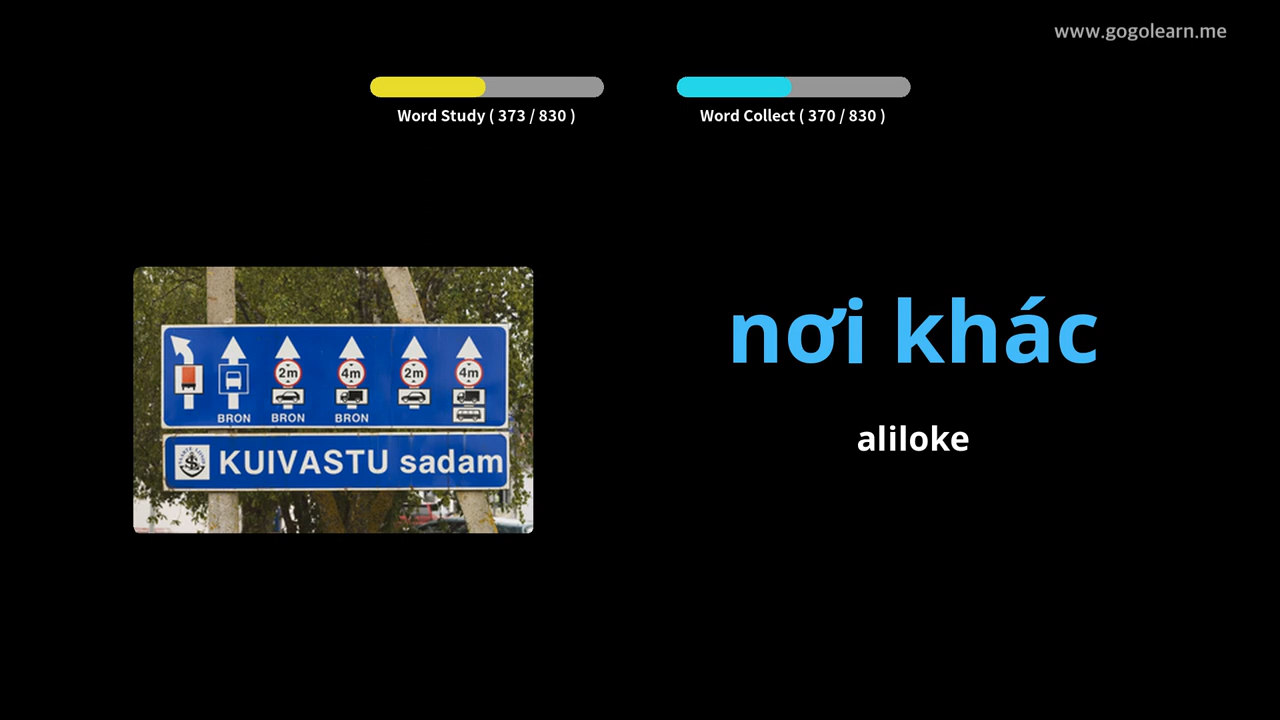 www.gogolearn.me
Word Study ( 373 / 830 )
Word Collect ( 370 / 830 )
2m 4m 2m 4m
BRON BRON BRON
KUIVASTU sadam
nơi khác
aliloke